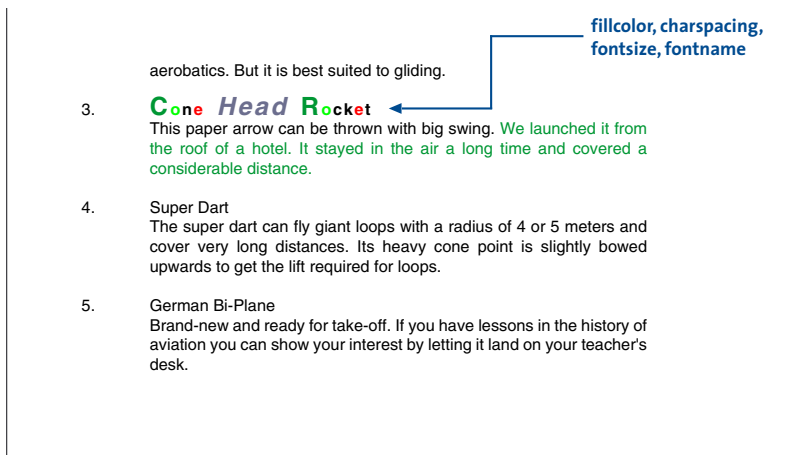 fillcolor, charspacing,
fontsize, fontname
aerobatics. But it is best suited to gliding.
3. Cone Head Rocket
This paper arrow can be thrown with big swing. We launched it from
the roof of a hotel. It stayed in the air a long time and covered a
considerable distance.
4. Super Dart
The super dart can fly giant loops with a radius of 4 or 5 meters and
cover very long distances. Its heavy cone point is slightly bowed
upwards to get the lift required for loops.
5. German Bi-Plane
Brand-new and ready for take-off. If you have lessons in the history of
aviation you can show your interest by letting it land on your teacher's
desk.